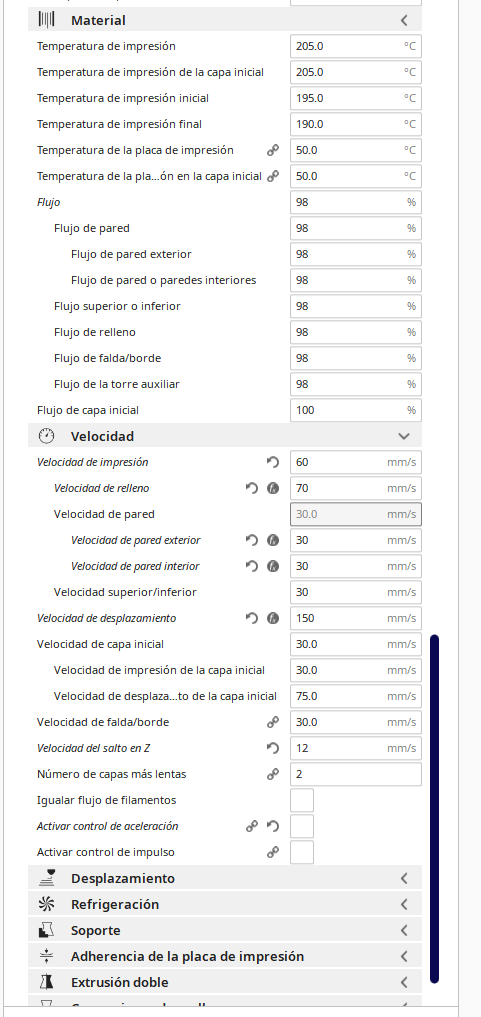 Material
Temperatura de impresión 205.0 °C
Temperatura de impresión de la capa inicial 205.0 °C
Temperatura de impresión inicial 195.0 °C
Temperatura de impresión final 190.0 °C
Temperatura de la placa de impresión 50.0 °C
Temperatura de la pla...ón en la capa inicial 50.0 °C
Flujo 98 %
Flujo de pared 98 %
Flujo de pared exterior 98 %
Flujo de pared o paredes interiores 98 %
Flujo superior o inferior 98 %
Flujo de relleno 98 %
Flujo de falda/borde 98 %
Flujo de la torre auxiliar 98 %
Flujo de capa inicial 100 %
Velocidad
Velocidad de impresión 60 mm/s
Velocidad de relleno 70 mm/s
Velocidad de pared 30.0 mm/s
Velocidad de pared exterior 30 mm/s
Velocidad de pared interior 30 mm/s
Velocidad superior/inferior 30 mm/s
Velocidad de desplazamiento 150 mm/s
Velocidad de capa inicial 30.0 mm/s
Velocidad de impresión de la capa inicial 30.0 mm/s
Velocidad de desplaza...to de la capa inicial 75.0 mm/s
Velocidad de falda/borde 30.0 mm/s
Velocidad del salto en Z 12 mm/s
Número de capas más lentas 2
Igualar flujo de filamentos
Activar control de aceleración
Activar control de impulso
Desplazamiento
Refrigeración
Soporte
Adherencia de la placa de impresión
Extrusión doble